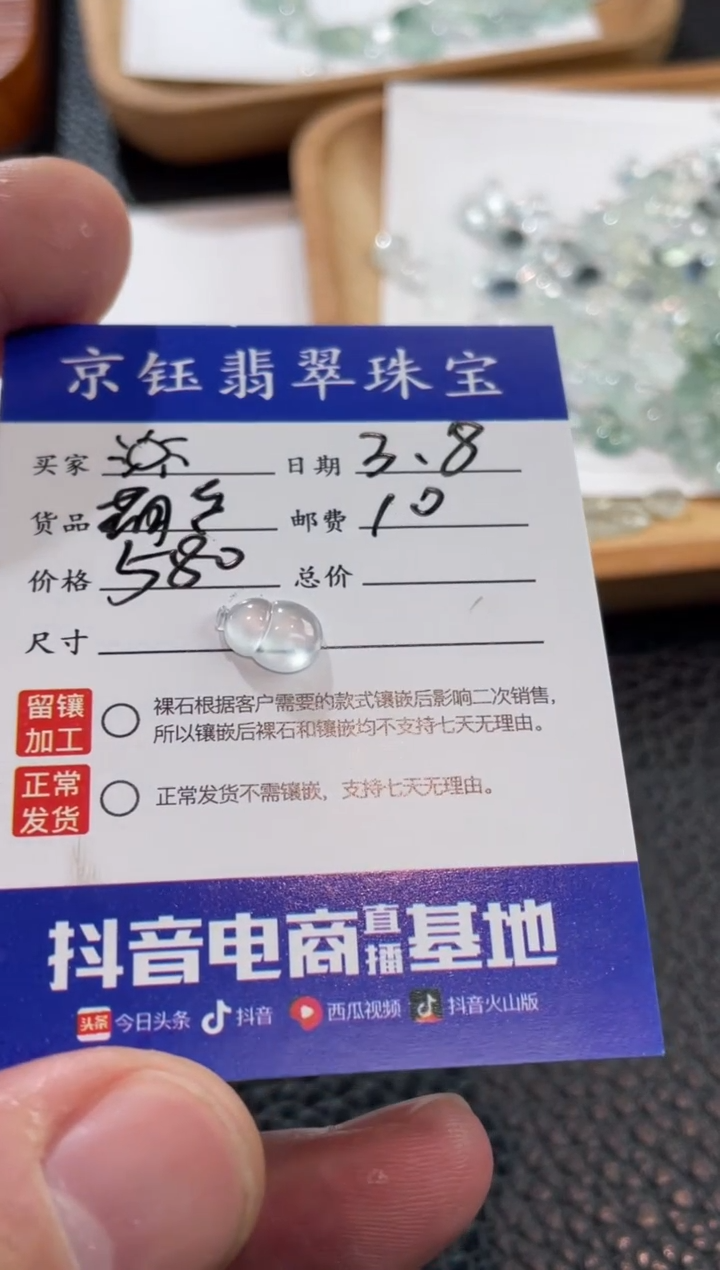 京钰翡翠珠宝
买家 日期 3、8
货品 邮费 10
价格 580 总价
尺寸
留镶加工 裸石根据客户需要的款式镶嵌后影响二次销售，
所以镶嵌后裸石和镶嵌均不支持七天无理由。
正常发货 正常发货不需镶嵌，支持七天无理由。
抖音电商直播基地
头条 今日头条 抖音 西瓜视频 抖音火山版